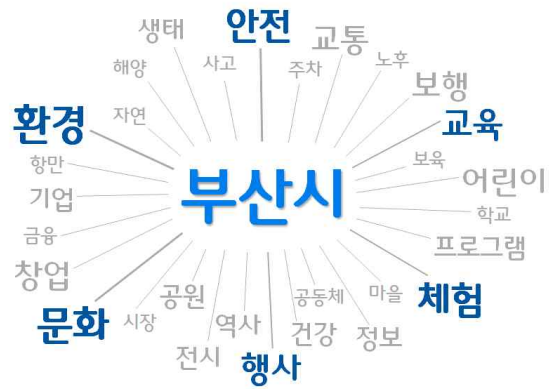 생태
안전
교통
해양
사고
주차
노후
보행
환경
자연
교육
항만
보육
기업
부산시
어린이
금융
학교
창업
프로그램
문화
시장
공원
역사
공동체
마을
체험
전시
행사
건강
정보